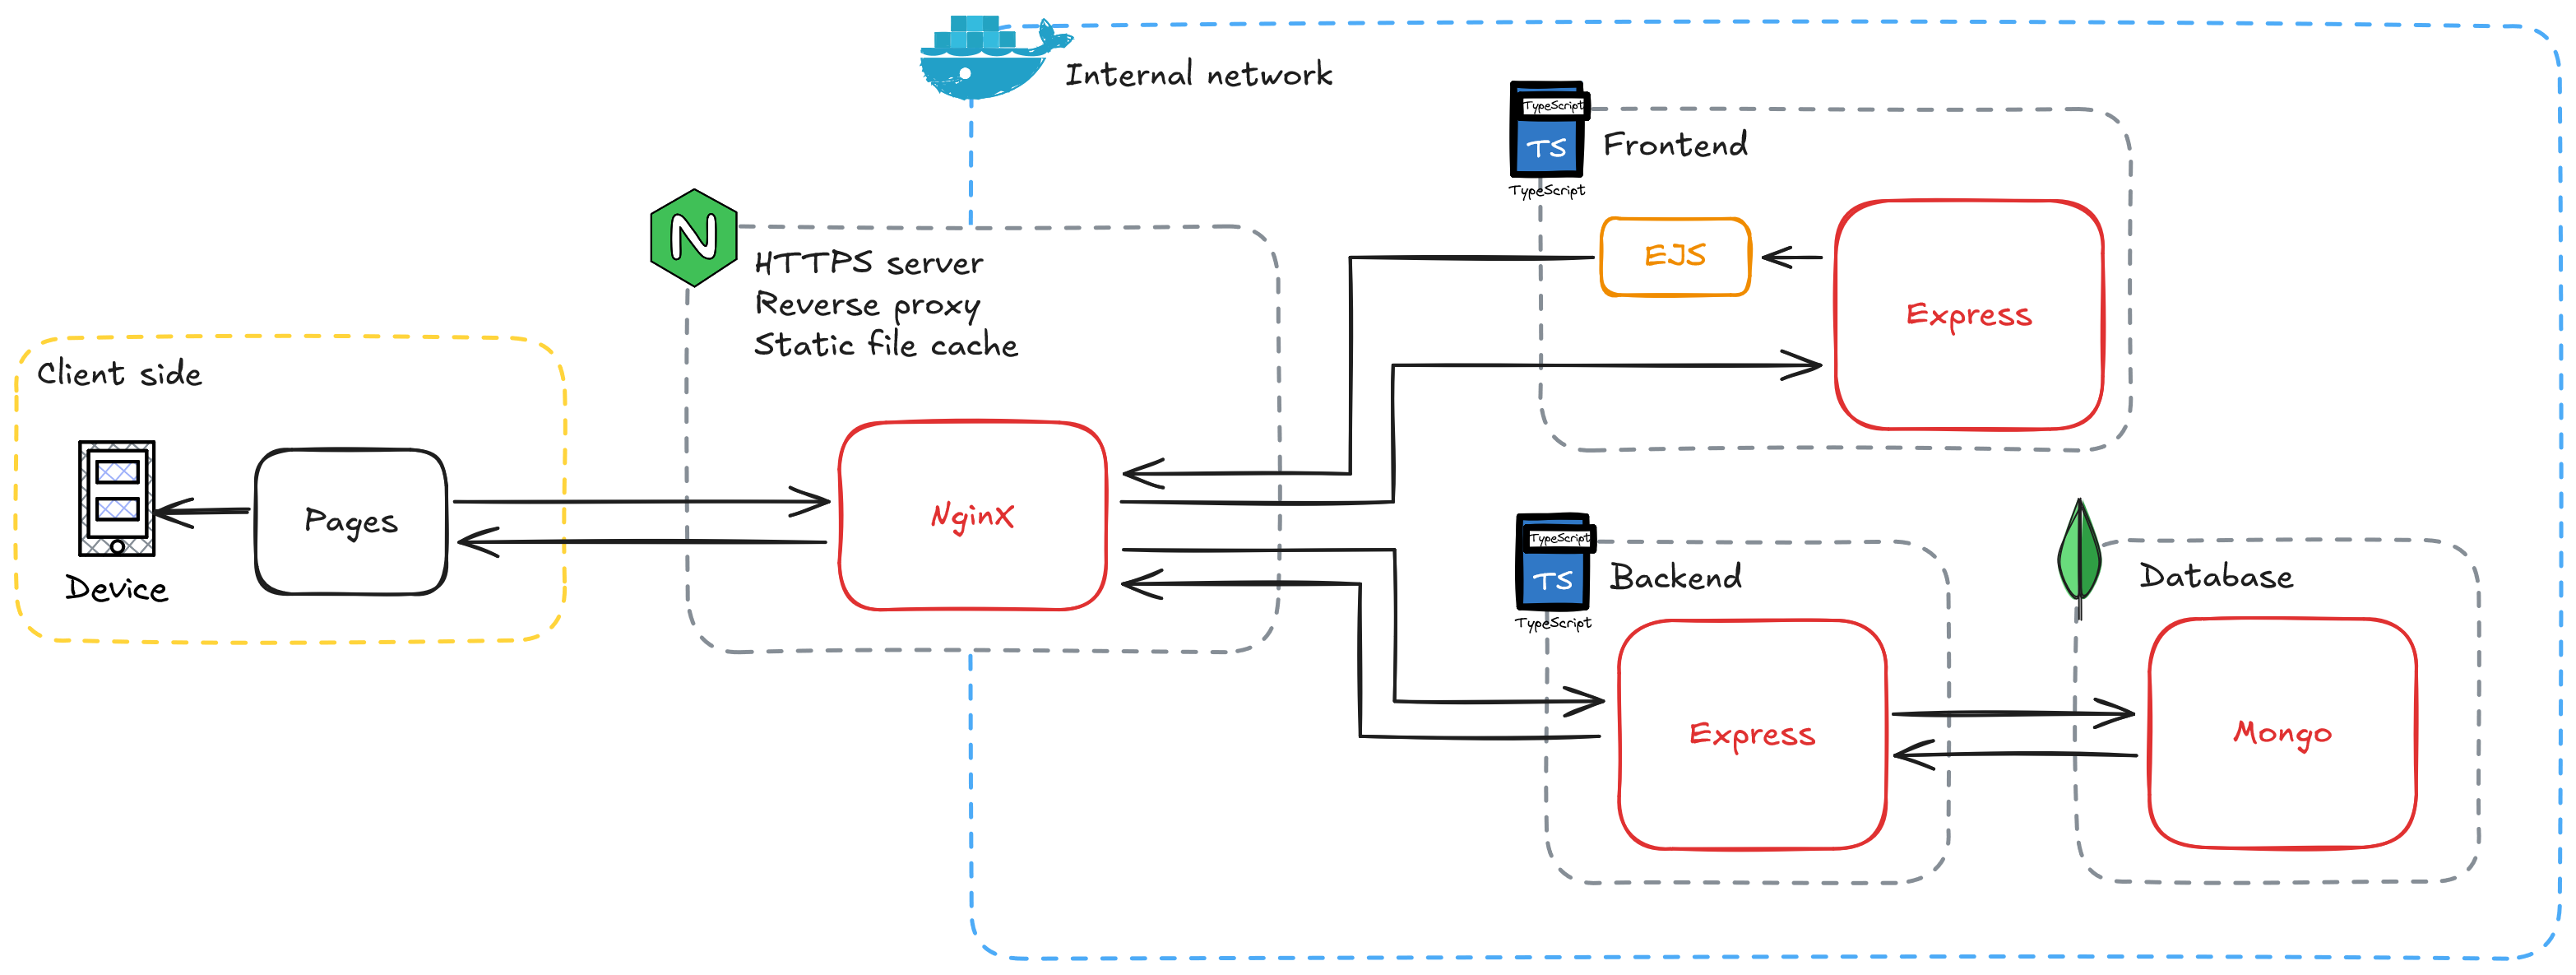 Internal network
TypeScript
TS
TypeScript
Frontend
N
HTTPS server
Reverse proxy
Static file cache
EJS
Express
Client side
Pages
Device
NginX
TypeScript
TS
TypeScript
Backend
Database
Express
Mongo